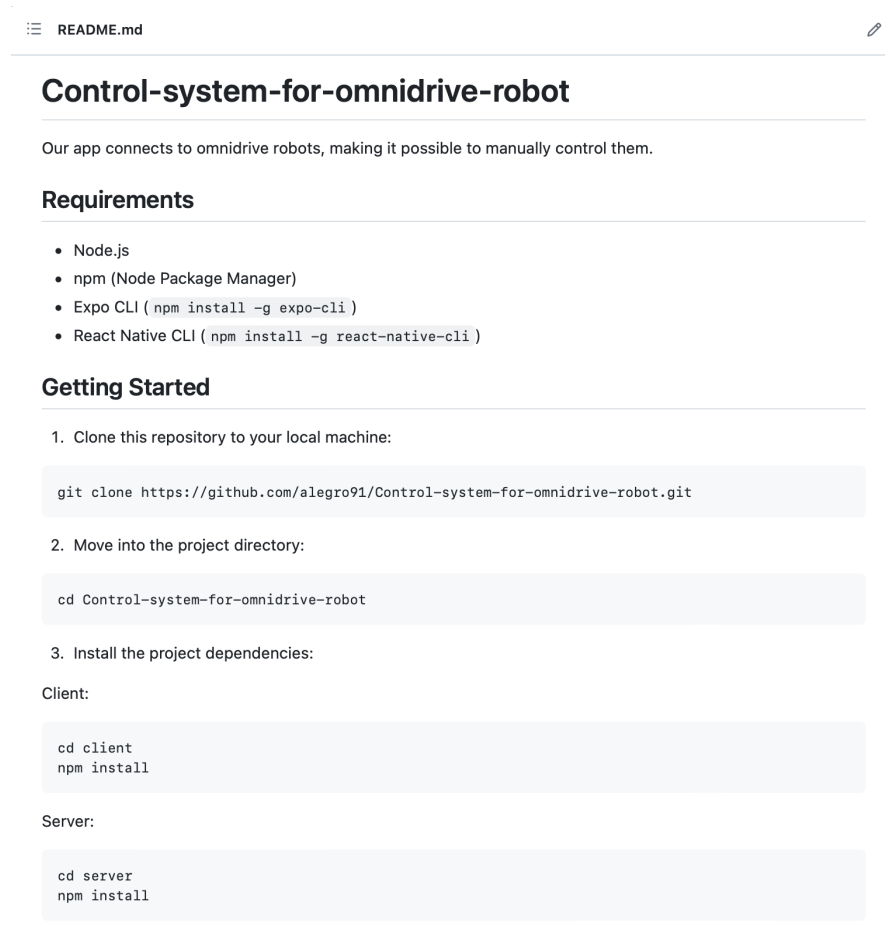 README.md
Control-system-for-omnidrive-robot
Our app connects to omnidrive robots, making it possible to manually control them.
Requirements
• Node.js
• npm (Node Package Manager)
• Expo CLI ( npm install -g expo-cli )
• React Native CLI ( npm install -g react-native-cli )
Getting Started
1. Clone this repository to your local machine:
git clone https://github.com/alegro91/Control-system-for-omnidrive-robot.git
2. Move into the project directory:
cd Control-system-for-omnidrive-robot
3. Install the project dependencies:
Client:
cd client
npm install
Server:
cd server
npm install